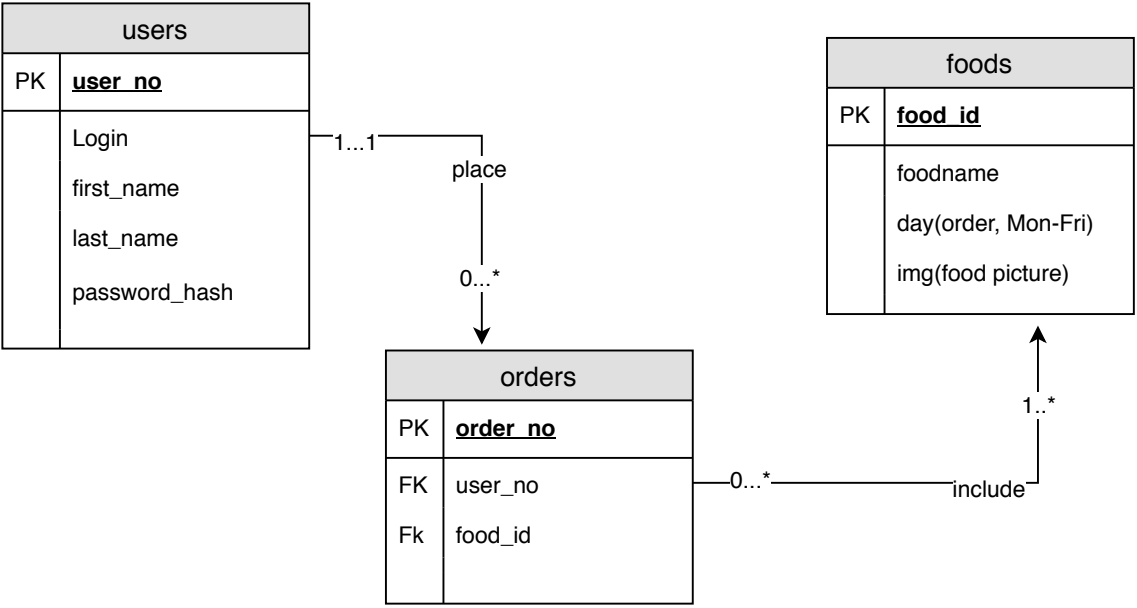 users
PK user_no
Login
first_name
last_name
password_hash
1...1
place
0...*
orders
PK order_no
FK user_no
Fk food_id
0...*
include
1..*
foods
PK food_id
foodname
day(order, Mon-Fri)
img(food picture)